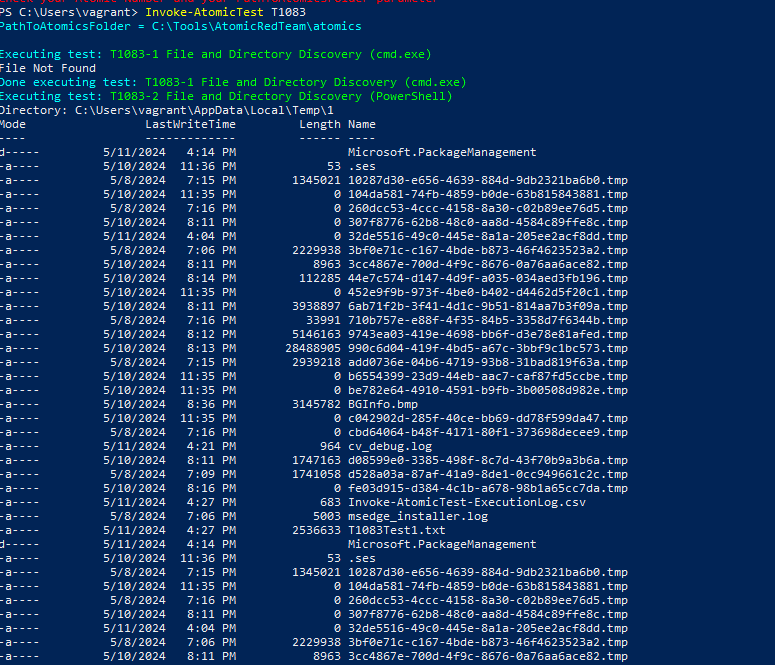 PS C:\Users\vagrant> Invoke-AtomicTest T1083
PathToAtomicsFolder = C:\Tools\AtomicRedTeam\atomics
Executing test: T1083-1 File and Directory Discovery (cmd.exe)
File Not Found
Done executing test: T1083-1 File and Directory Discovery (cmd.exe)
Executing test: T1083-2 File and Directory Discovery (PowerShell)
Directory: C:\Users\vagrant\AppData\Local\Temp\1
Mode LastWriteTime Length Name
---- ------------- ------ ----
d----- 5/11/2024 4:14 PM Microsoft.PackageManagement
-a---- 5/10/2024 11:36 PM 53 .ses
-a---- 5/8/2024 7:15 PM 1345021 10287d30-e656-4639-884d-9db2321ba6b0.tmp
-a---- 5/10/2024 11:35 PM 0 104da581-74fb-4859-b0de-63b815843881.tmp
-a---- 5/8/2024 7:16 PM 0 260dcc53-4ccc-4158-8a30-c02b89ee76d5.tmp
-a---- 5/10/2024 8:11 PM 0 307f8776-62b8-48c0-aa8d-4584c89ffe8c.tmp
-a---- 5/11/2024 4:04 PM 0 32de5516-49c0-445e-8a1a-205ee2acf8dd.tmp
-a---- 5/8/2024 7:06 PM 2229938 3bf0e71c-c167-4bde-b873-46f4623523a2.tmp
-a---- 5/10/2024 8:11 PM 8963 3cc4867e-700d-4f9c-8676-0a76aa6ace82.tmp
-a---- 5/10/2024 8:14 PM 112285 44e7c574-d147-4d9f-a035-034aed3fb196.tmp
-a---- 5/10/2024 11:35 PM 0 452e9f9b-973f-4be0-b402-d4462d5f20c1.tmp
-a---- 5/10/2024 8:11 PM 3938897 6ab71f2b-3f41-4d1c-9b51-814aa7b3f09a.tmp
-a---- 5/8/2024 7:16 PM 33991 710b757e-e88f-4f35-84b5-3358d7f6344b.tmp
-a---- 5/10/2024 8:12 PM 5146163 9743ea03-419e-4698-bb6f-d3e78e81afed.tmp
-a---- 5/10/2024 8:13 PM 28488905 990c6d04-419f-4bd5-a67c-3bbf9c1bc573.tmp
-a---- 5/8/2024 7:15 PM 2939218 add0736e-04b6-4719-93b8-31bad819f63a.tmp
-a---- 5/10/2024 11:35 PM 0 b6554399-23d9-44eb-aac7-caf87fd5ccbe.tmp
-a---- 5/10/2024 11:35 PM 0 be782e64-4910-4591-b9fb-3b00508d982e.tmp
-a---- 5/10/2024 8:36 PM 3145782 BGInfo.bmp
-a---- 5/10/2024 11:35 PM 0 c042902d-285f-40ce-bb69-dd78f599da47.tmp
-a---- 5/8/2024 7:16 PM 0 cbd64064-b48f-4171-80f1-373698decee9.tmp
-a---- 5/11/2024 4:21 PM 964 cv_debug.log
-a---- 5/10/2024 8:11 PM 1747163 d08599e0-3385-498f-8c7d-43f70b9a3b6a.tmp
-a---- 5/8/2024 7:09 PM 1741058 d528a03a-87af-41a9-8de1-0cc949661c2c.tmp
-a---- 5/10/2024 8:16 PM 0 fe03d915-d384-4c1b-a678-98b1a65cc7da.tmp
-a---- 5/11/2024 4:27 PM 683 Invoke-AtomicTest-ExecutionLog.csv
-a---- 5/8/2024 7:06 PM 5003 msedge_installer.log
-a---- 5/11/2024 4:27 PM 2536633 T1083Test1.txt
d----- 5/11/2024 4:14 PM Microsoft.PackageManagement
-a---- 5/10/2024 11:36 PM 53 .ses
-a---- 5/8/2024 7:15 PM 1345021 10287d30-e656-4639-884d-9db2321ba6b0.tmp
-a---- 5/10/2024 11:35 PM 0 104da581-74fb-4859-b0de-63b815843881.tmp
-a---- 5/8/2024 7:16 PM 0 260dcc53-4ccc-4158-8a30-c02b89ee76d5.tmp
-a---- 5/10/2024 8:11 PM 0 307f8776-62b8-48c0-aa8d-4584c89ffe8c.tmp
-a---- 5/11/2024 4:04 PM 0 32de5516-49c0-445e-8a1a-205ee2acf8dd.tmp
-a---- 5/8/2024 7:06 PM 2229938 3bf0e71c-c167-4bde-b873-46f4623523a2.tmp
-a---- 5/10/2024 8:11 PM 8963 3cc4867e-700d-4f9c-8676-0a76aa6ace82.tmp